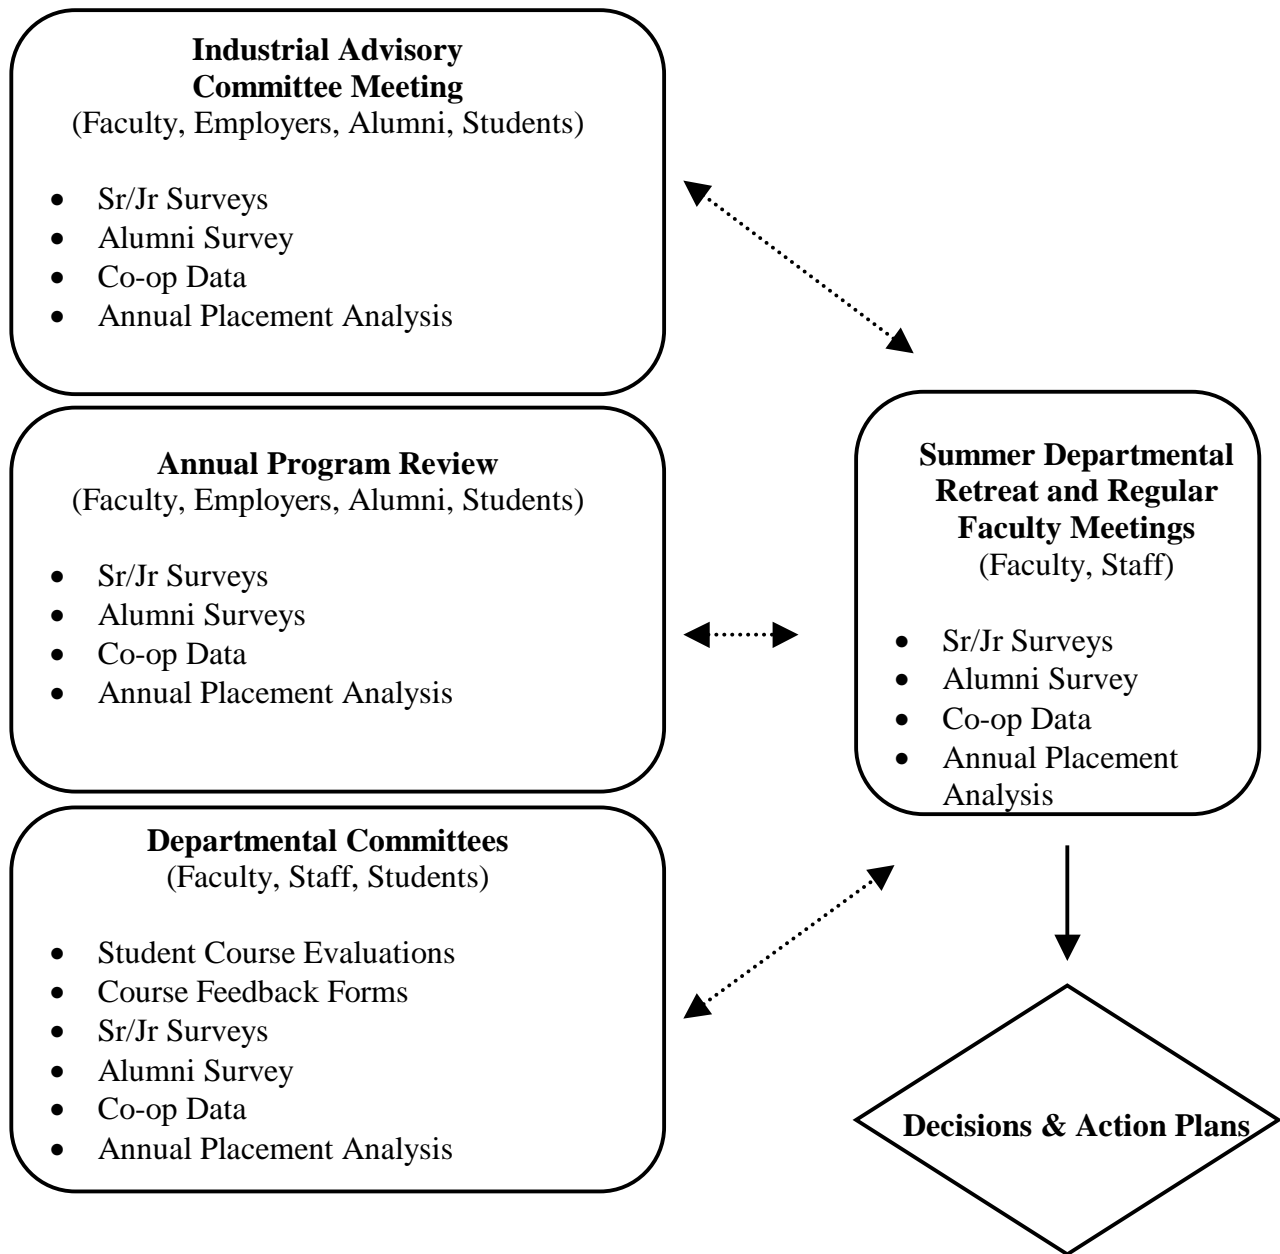 Industrial Advisory
Committee Meeting
(Faculty, Employers, Alumni, Students)
• Sr/Jr Surveys
• Alumni Survey
• Co-op Data
• Annual Placement Analysis
Annual Program Review
(Faculty, Employers, Alumni, Students)
• Sr/Jr Surveys
• Alumni Surveys
• Co-op Data
• Annual Placement Analysis
Departmental Committees
(Faculty, Staff, Students)
• Student Course Evaluations
• Course Feedback Forms
• Sr/Jr Surveys
• Alumni Survey
• Co-op Data
• Annual Placement Analysis
Summer Departmental
Retreat and Regular
Faculty Meetings
(Faculty, Staff)
• Sr/Jr Surveys
• Alumni Survey
• Co-op Data
• Annual Placement
Analysis
Decisions & Action Plans